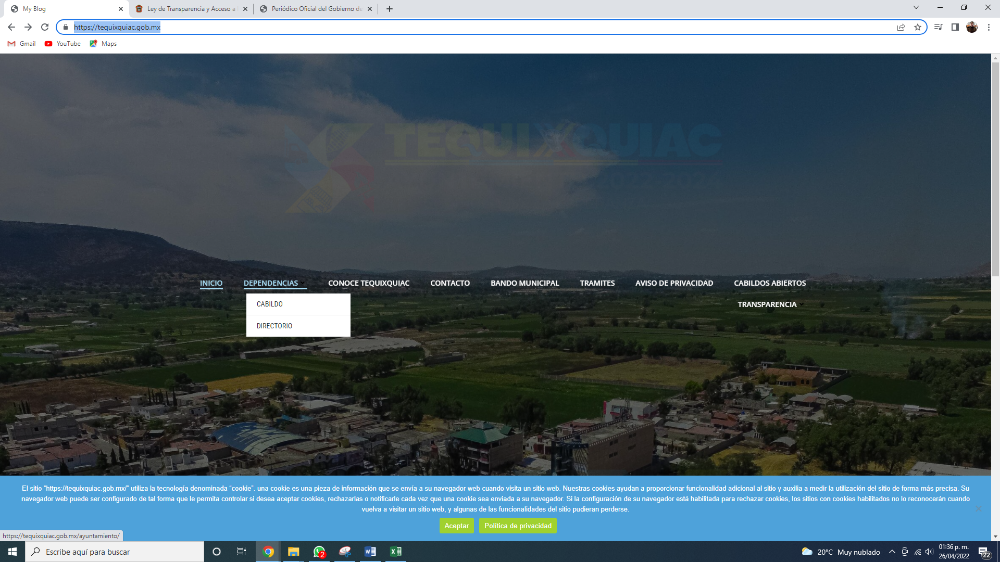 My Blog
Ley de Transparencia y Acceso a
Periódico Oficial del Gobierno de
https://tequixquiac.gob.mx
Gmail
YouTube
Maps
TEQUIXQUIAC
2022-2024
INICIO
DEPENDENCIAS
CONOCE TEQUIXQUIAC
CONTACTO
BANDO MUNICIPAL
TRAMITES
AVISO DE PRIVACIDAD
CABILDOS ABIERTOS
CABILDO
TRANSPARENCIA
DIRECTORIO
El sitio “https://tequixquiac.gob.mx/” utiliza la tecnología denominada “cookie”. una cookie es una pieza de información que se envía a su navegador web cuando visita un sitio web. Nuestras cookies ayudan a proporcionar funcionalidad adicional al sitio y auxilia a medir la utilización del sitio de forma más precisa. Su
navegador web puede ser configurado de tal forma que le permita controlar si desea aceptar cookies, rechazarlas o notificarle cada vez que una cookie sea enviada a su navegador. Si la configuración de su navegador está habilitada para rechazar cookies, los sitios con cookies habilitados no lo reconocerán cuando
vuelva a visitar un sitio web, y algunas de las funcionalidades del sitio pudieran perderse.
Aceptar
Política de privacidad
https://tequixquiac.gob.mx/ayuntamiento/
Escribe aquí para buscar
2
20°C Muy nublado
01:36 p. m.
26/04/2022
22